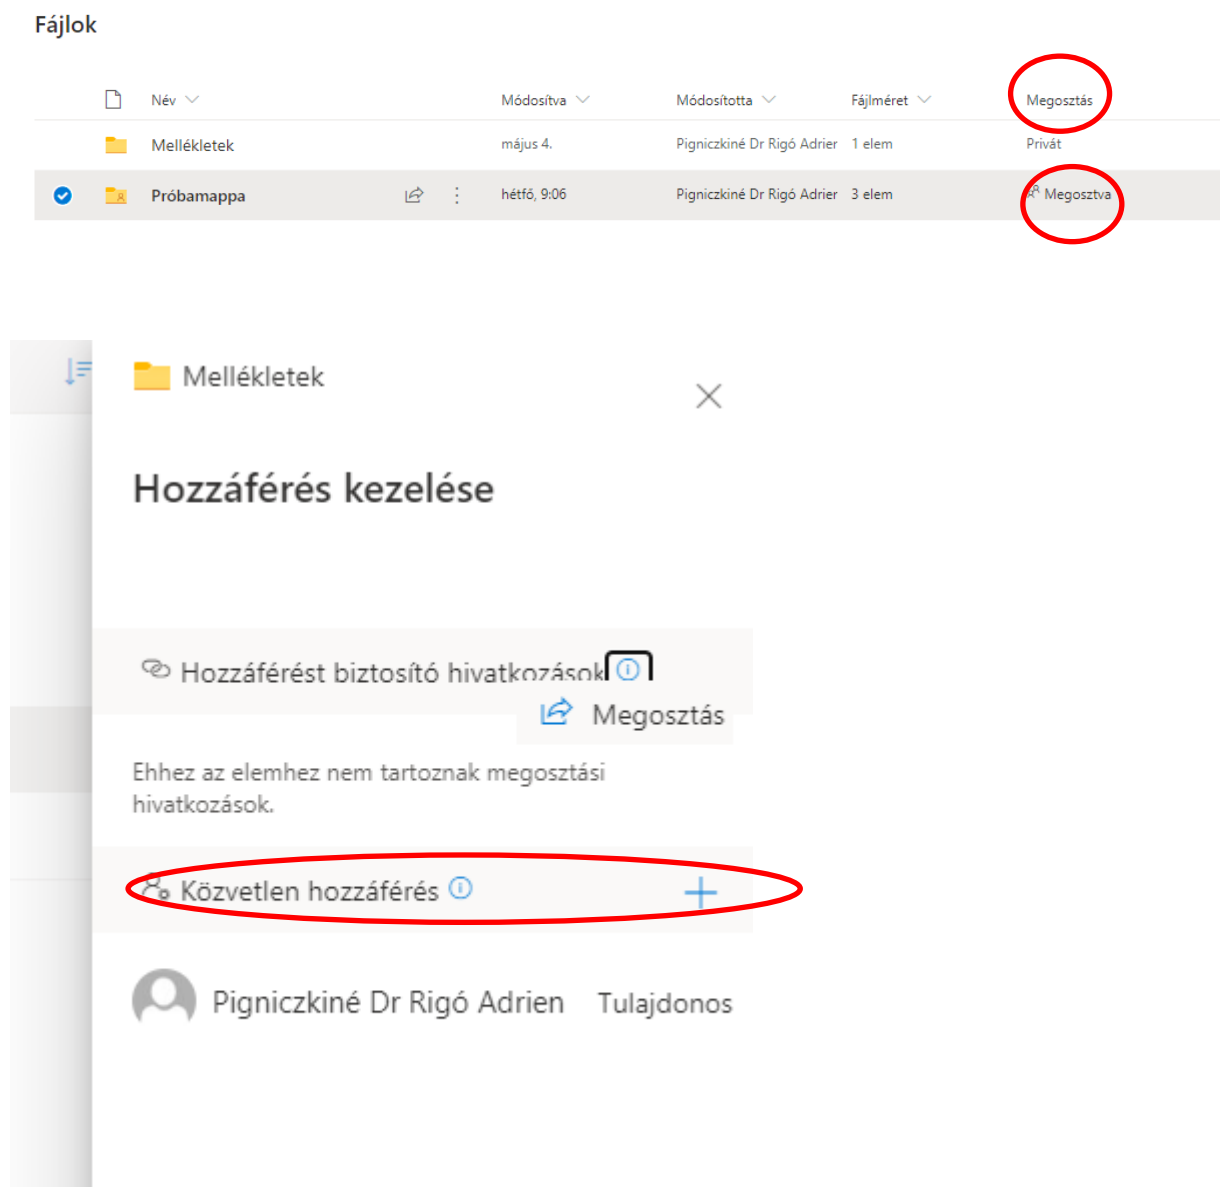 Fájlok
Név Módosítva Módosította Fájlméret Megosztás
Mellékletek május 4. Pigniczkiné Dr Rigó Adrier 1 elem Privát
Próbamappa hétfő, 9:06 Pigniczkiné Dr Rigó Adrier 3 elem Megosztva
Mellékletek
Hozzáférés kezelése
Hozzáférést biztosító hivatkozások
Megosztás
Ehhez az elemhez nem tartoznak megosztási
hivatkozások.
Közvetlen hozzáférés
Pigniczkiné Dr Rigó Adrien Tulajdonos